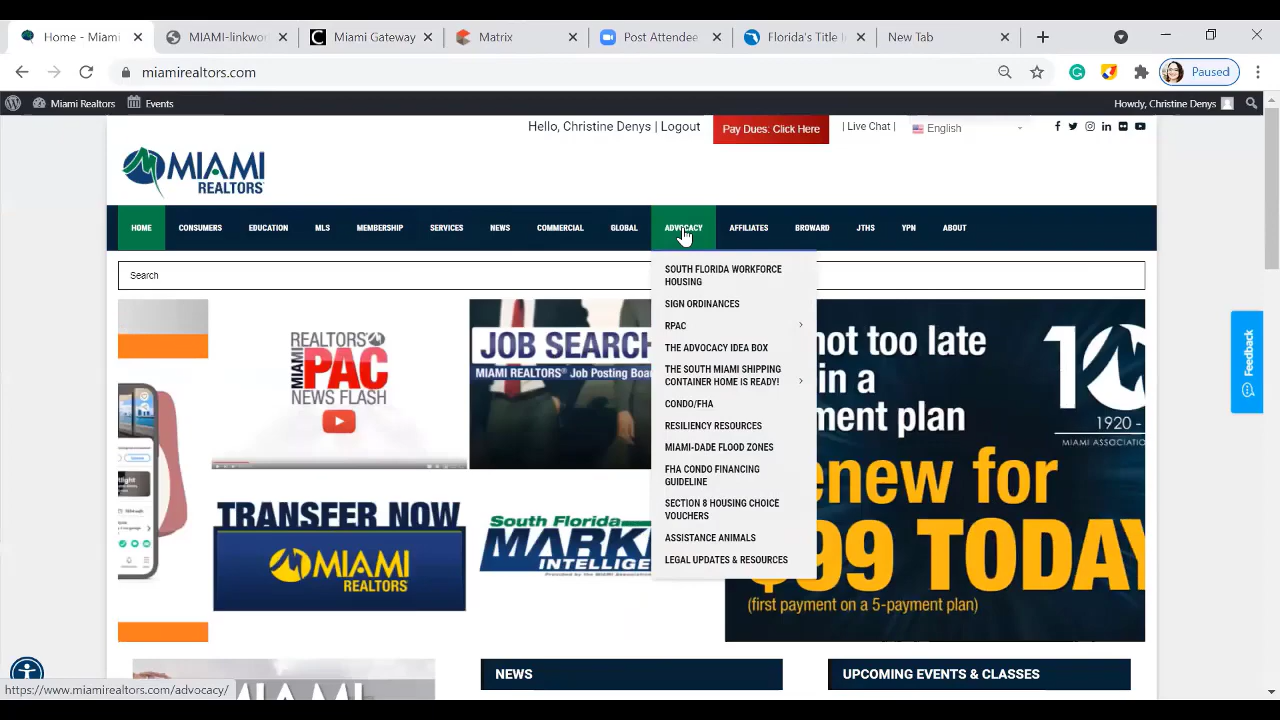 Home - Miami
MIAMI-linkwor
Miami Gateway
Matrix
Post Attendee
Florida's Title I
New Tab
miamirealtors.com
Paused
Miami Realtors
Events
Howdy, Christine Denys
Hello, Christine Denys | Logout
Pay Dues: Click Here
| Live Chat |
English
MIAMI
REALTORS
HOME
CONSUMERS
EDUCATION
MLS
MEMBERSHIP
SERVICES
NEWS
COMMERCIAL
GLOBAL
ADVOCACY
AFFILIATES
BROWARD
JTHS
YPN
ABOUT
Search
SOUTH FLORIDA WORKFORCE
HOUSING
SIGN ORDINANCES
RPAC
THE ADVOCACY IDEA BOX
THE SOUTH MIAMI SHIPPING
CONTAINER HOME IS READY!
CONDO/FHA
RESILIENCY RESOURCES
MIAMI-DADE FLOOD ZONES
FHA CONDO FINANCING
GUIDELINE
SECTION 8 HOUSING CHOICE
VOUCHERS
ASSISTANCE ANIMALS
LEGAL UPDATES & RESOURCES
MIAMI
REALTORS®
PAC
NEWS FLASH
JOB SEARCH
MIAMI REALTORS® Job Posting Boa
TRANSFER NOW
MIAMI
REALTORS
South Florida
MARK
INTELLIGE
not too late
in a
ment plan
1920 -
MIAMI ASSOCIA
enew for
$99 TODAY
(first payment on a 5-payment plan)
NEWS
UPCOMING EVENTS & CLASSES
Feedback
https://www.miamirealtors.com/advocacy/